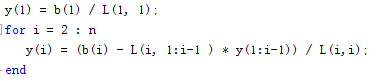 y(1) = b(1) / L(1, 1);
for i = 2 : n
y(i) = (b(i) - L(i, 1:i-1 ) * y(1:i-1)) / L(i,i);
end